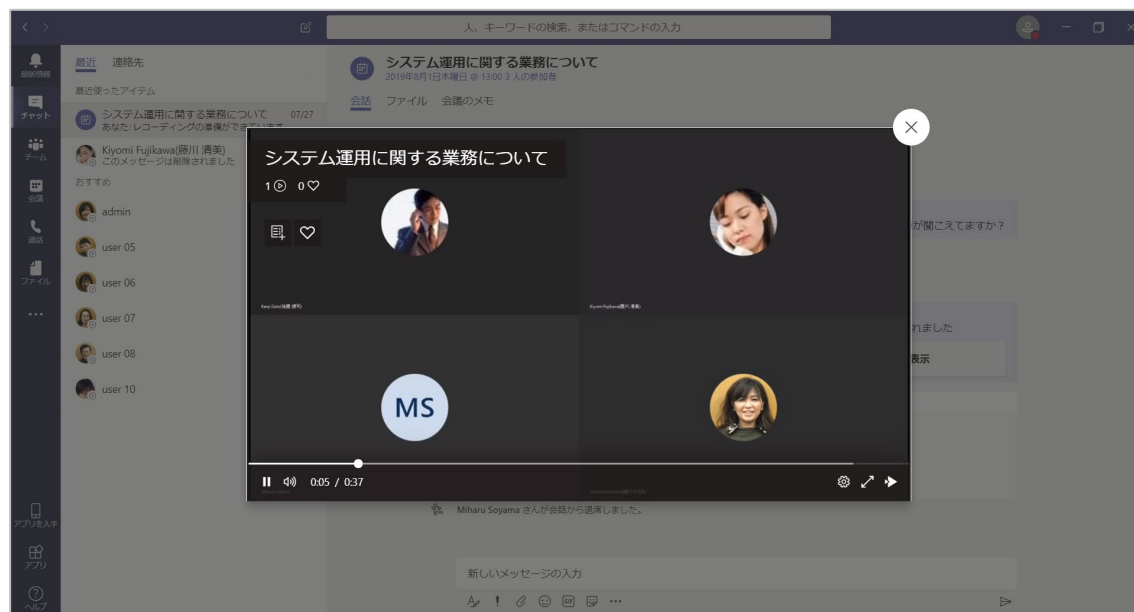 人、キーワードの検索、またはコマンドの入力
最新情報
チャット
チーム
会議
通話
ファイル
アプリを入手
アプリ
ヘルプ
最近 連絡先
最近使ったアイテム
システム運用に関する業務について 07/27
あなた: レコーディングの準備ができています
Kiyomi Fujikawa(藤川 清美)
このメッセージは削除されました
おすすめ
admin
user 05
user 06
user 07
user 08
user 10
システム運用に関する業務について
2019年8月1日木曜日 @ 13:00 3 人の参加者
会話 ファイル 会議のメモ
が聞こえてますか？
れました
表示
システム運用に関する業務について
1 0
Kiyomi Fujikawa(藤川 清美)
MS
0:05 / 0:37
Miharu Soyama さんが会話から退席しました。
新しいメッセージの入力
GIF